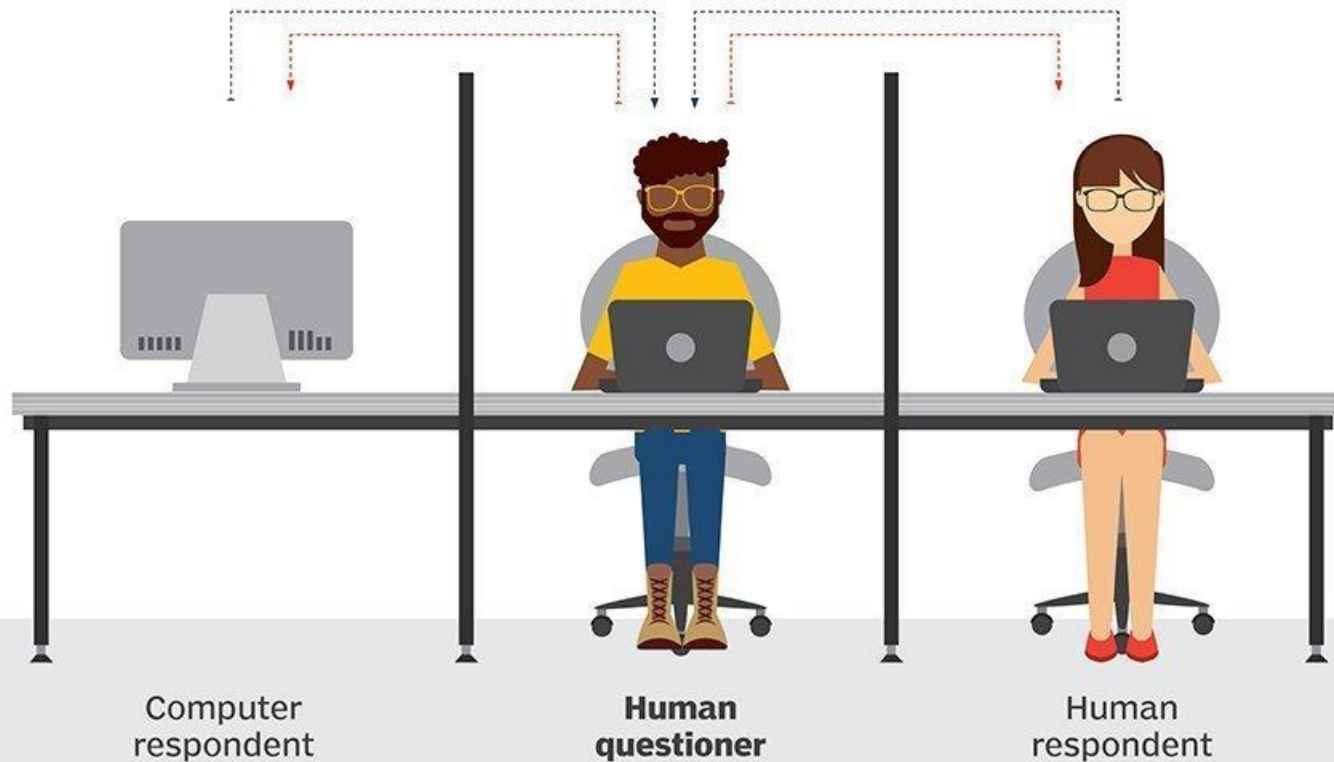 Computer
respondent
Human
questioner
Human
respondent